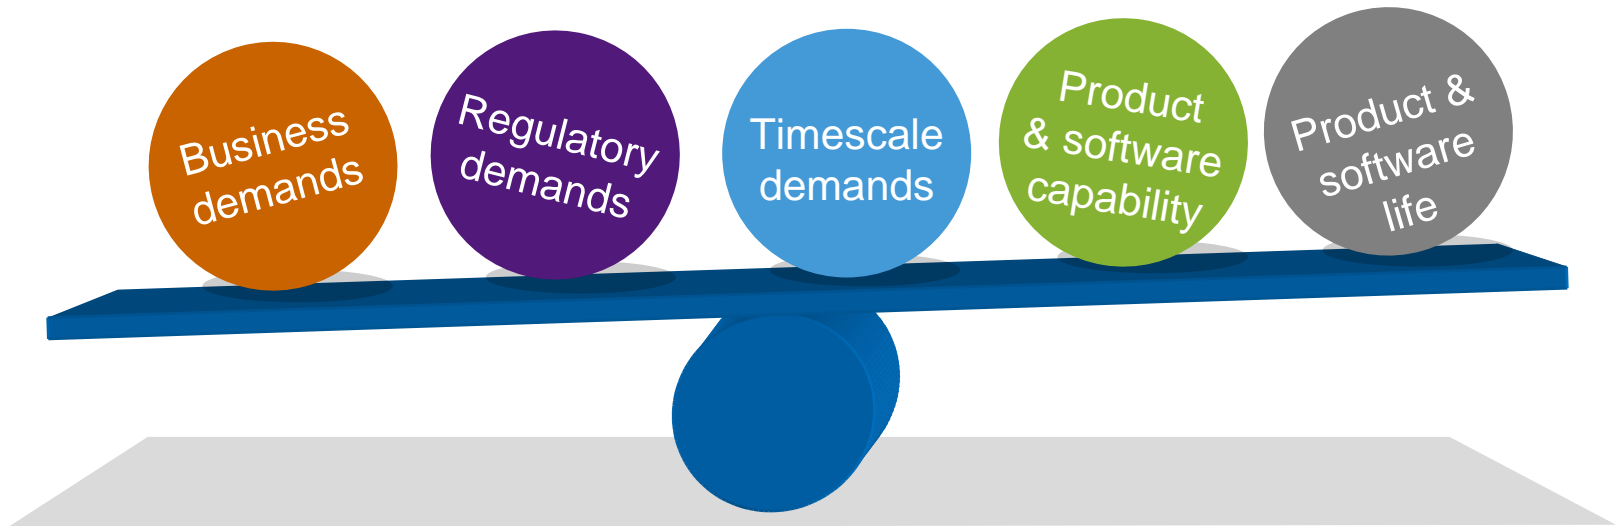 Business
demands
Regulatory
demands
Timescale
demands
Product
& software
capability
Product &
software
life